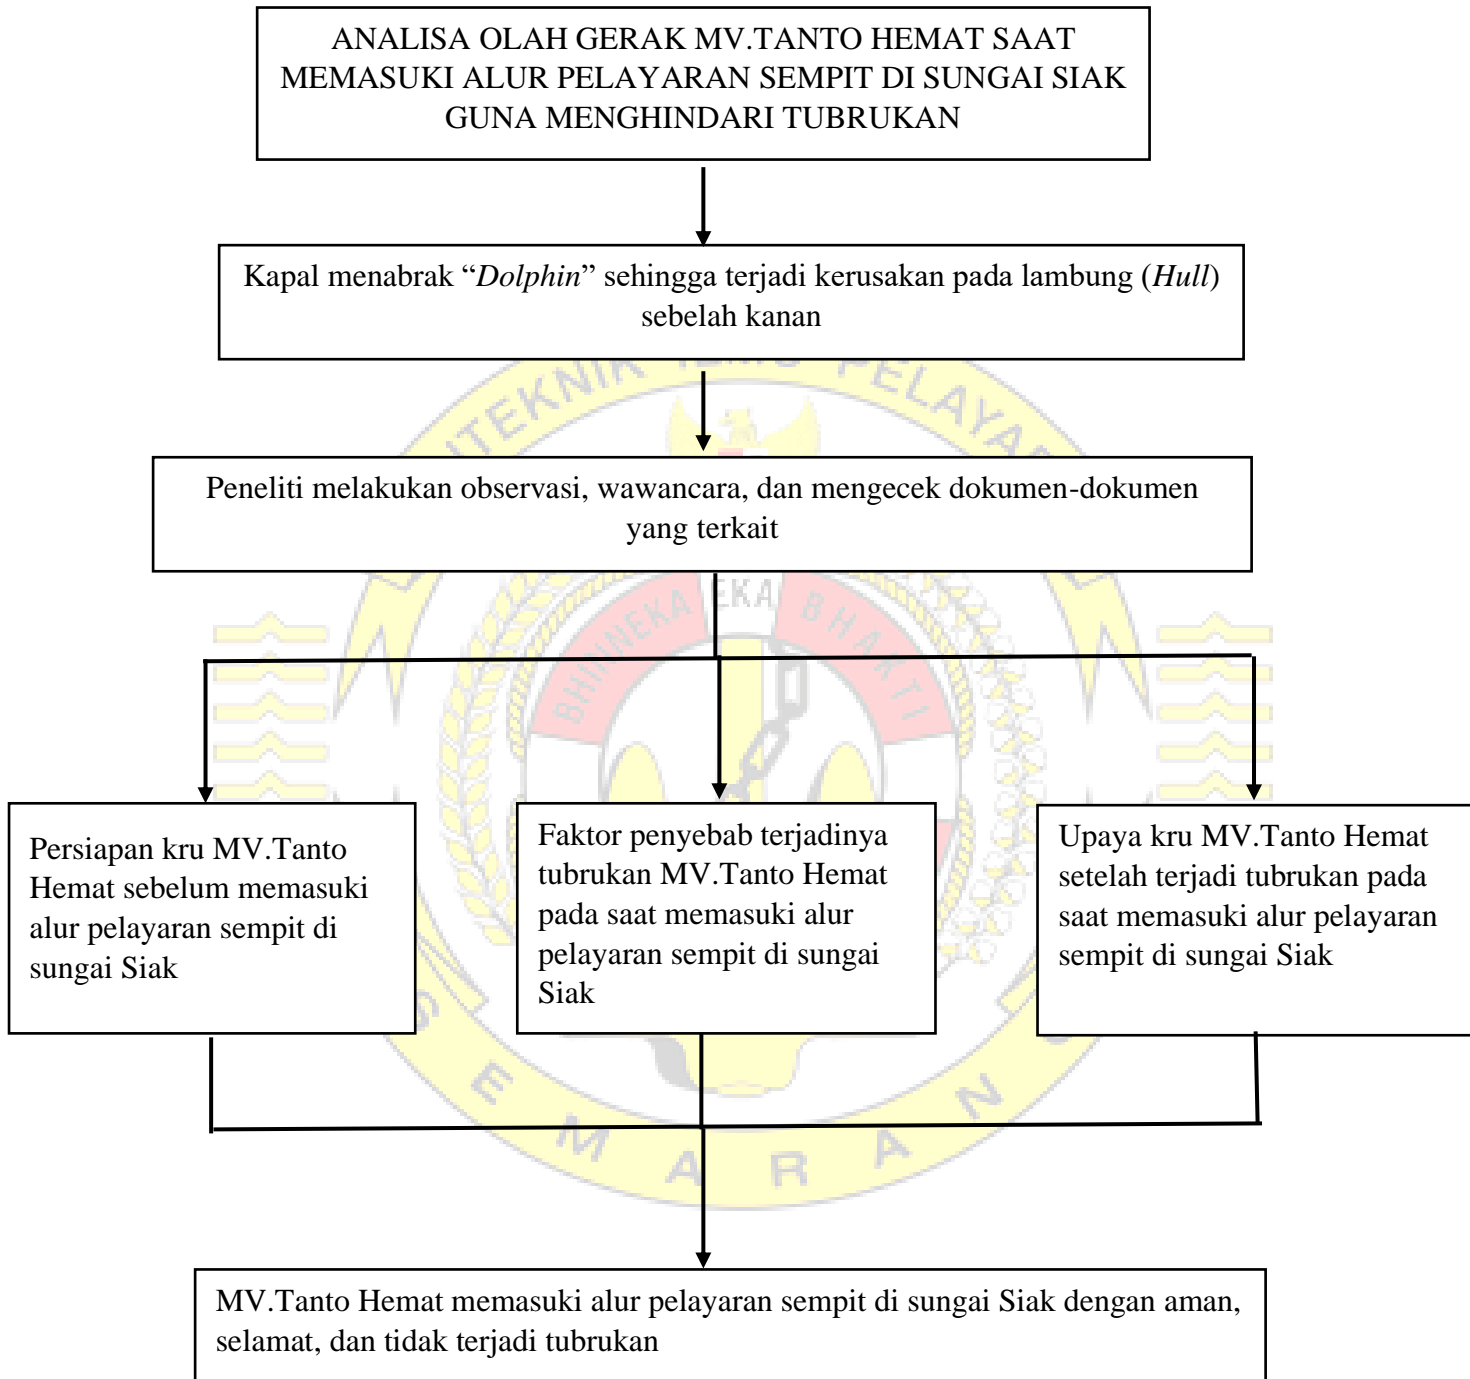 ANALISA OLAH GERAK MV.TANTO HEMAT SAAT
MEMASUKI ALUR PELAYARAN SEMPIT DI SUNGAI SIAK
GUNA MENGHINDARI TUBRUKAN
Kapal menabrak “Dolphin” sehingga terjadi kerusakan pada lambung (Hull)
sebelah kanan
Peneliti melakukan observasi, wawancara, dan mengecek dokumen-dokumen
yang terkait
BHINNEKA EKA BHAKTI
Persiapan kru MV.Tanto
Hemat sebelum memasuki
alur pelayaran sempit di
sungai Siak
Faktor penyebab terjadinya
tubrukan MV.Tanto Hemat
pada saat memasuki alur
pelayaran sempit di sungai
Siak
Upaya kru MV.Tanto Hemat
setelah terjadi tubrukan pada
saat memasuki alur pelayaran
sempit di sungai Siak
SEMARANG
MV.Tanto Hemat memasuki alur pelayaran sempit di sungai Siak dengan aman,
selamat, dan tidak terjadi tubrukan